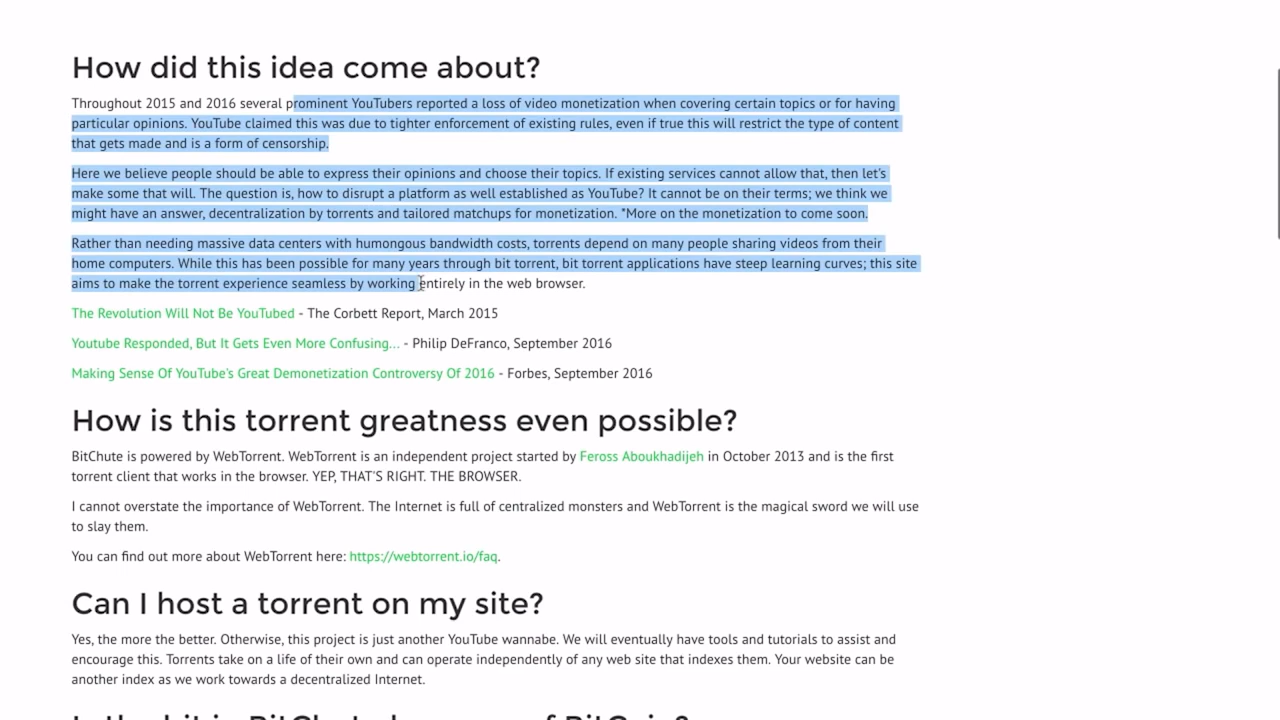 How did this idea come about?
Throughout 2015 and 2016 several prominent YouTubers reported a loss of video monetization when covering certain topics or for having
particular opinions. YouTube claimed this was due to tighter enforcement of existing rules, even if true this will restrict the type of content
that gets made and is a form of censorship.
Here we believe people should be able to express their opinions and choose their topics. If existing services cannot allow that, then let's
make some that will. The question is, how to disrupt a platform as well established as YouTube? It cannot be on their terms; we think we
might have an answer, decentralization by torrents and tailored matchups for monetization. *More on the monetization to come soon.
Rather than needing massive data centers with humongous bandwidth costs, torrents depend on many people sharing videos from their
home computers. While this has been possible for many years through bit torrent, bit torrent applications have steep learning curves; this site
aims to make the torrent experience seamless by working entirely in the web browser.
The Revolution Will Not Be YouTubed - The Corbett Report, March 2015
Youtube Responded, But It Gets Even More Confusing... - Philip DeFranco, September 2016
Making Sense Of YouTube's Great Demonetization Controversy Of 2016 - Forbes, September 2016
How is this torrent greatness even possible?
BitChute is powered by WebTorrent. WebTorrent is an independent project started by Feross Aboukhadijeh in October 2013 and is the first
torrent client that works in the browser. YEP, THAT'S RIGHT. THE BROWSER.
I cannot overstate the importance of WebTorrent. The Internet is full of centralized monsters and WebTorrent is the magical sword we will use
to slay them.
You can find out more about WebTorrent here: https://webtorrent.io/faq.
Can I host a torrent on my site?
Yes, the more the better. Otherwise, this project is just another YouTube wannabe. We will eventually have tools and tutorials to assist and
encourage this. Torrents take on a life of their own and can operate independently of any web site that indexes them. Your website can be
another index as we work towards a decentralized Internet.